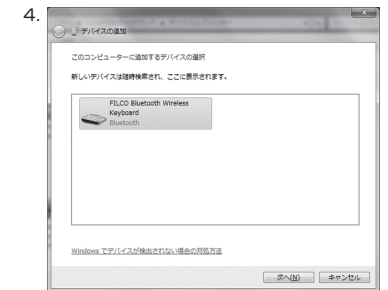 4.
デバイスの追加
このコンピューターに追加するデバイスの選択
新しいデバイスは随時検索され、ここに表示されます。
FILCO Bluetooth Wireless
Keyboard
Bluetooth
Windows でデバイスが検出されない場合の対処方法
次へ(N)
キャンセル